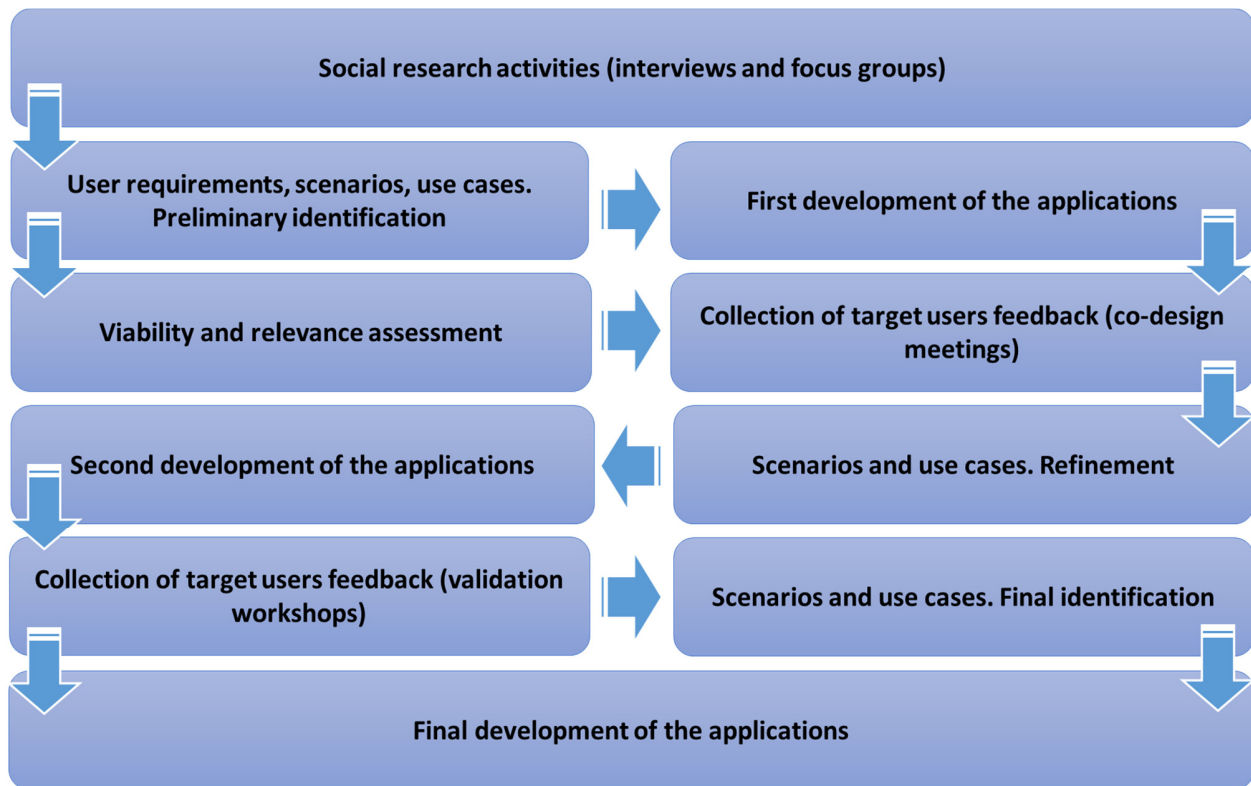 Social research activities (interviews and focus groups)
User requirements, scenarios, use cases.
Preliminary identification
First development of the applications
Viability and relevance assessment
Collection of target users feedback (co-design
meetings)
Second development of the applications
Scenarios and use cases. Refinement
Collection of target users feedback (validation
workshops)
Scenarios and use cases. Final identification
Final development of the applications